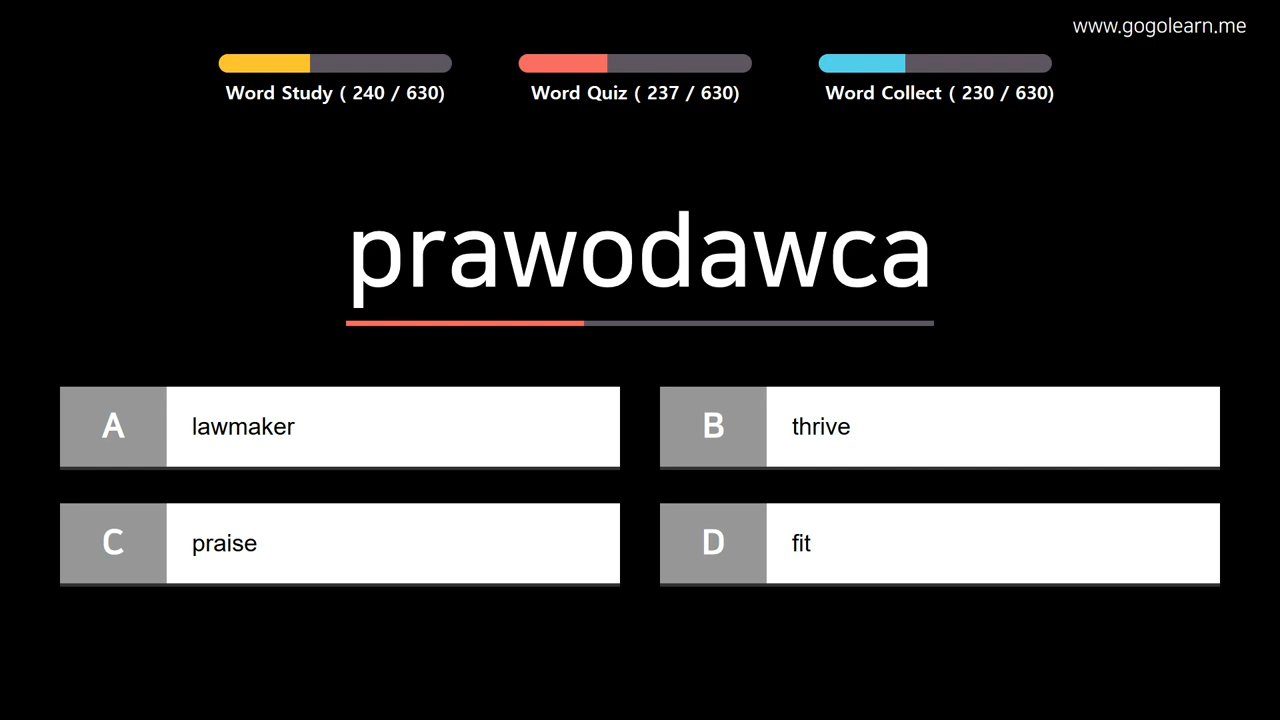 www.gogolearn.me
Word Study ( 240 / 630)
Word Quiz ( 237 / 630)
Word Collect ( 230 / 630)
prawodawca
A lawmaker
B thrive
C praise
D fit